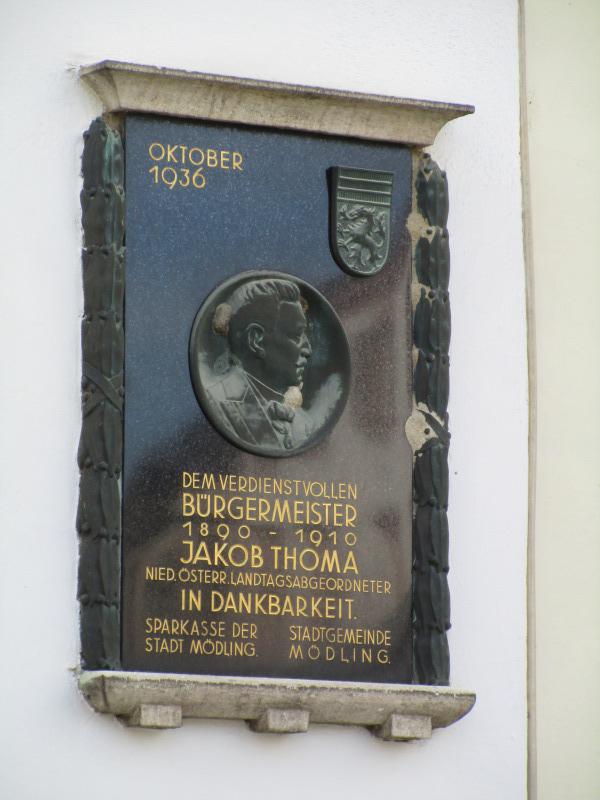 OKTOBER
1936
DEM VERDIENSTVOLLEN
BÜRGERMEISTER
1890 - 1910
JAKOB THOMA
NIED. ÖSTERR. LANDTAGSABGEORDNETER
IN DANKBARKEIT.
SPARKASSE DER STADTGEMEINDE
STADT MÖDLING. MÖDLING.